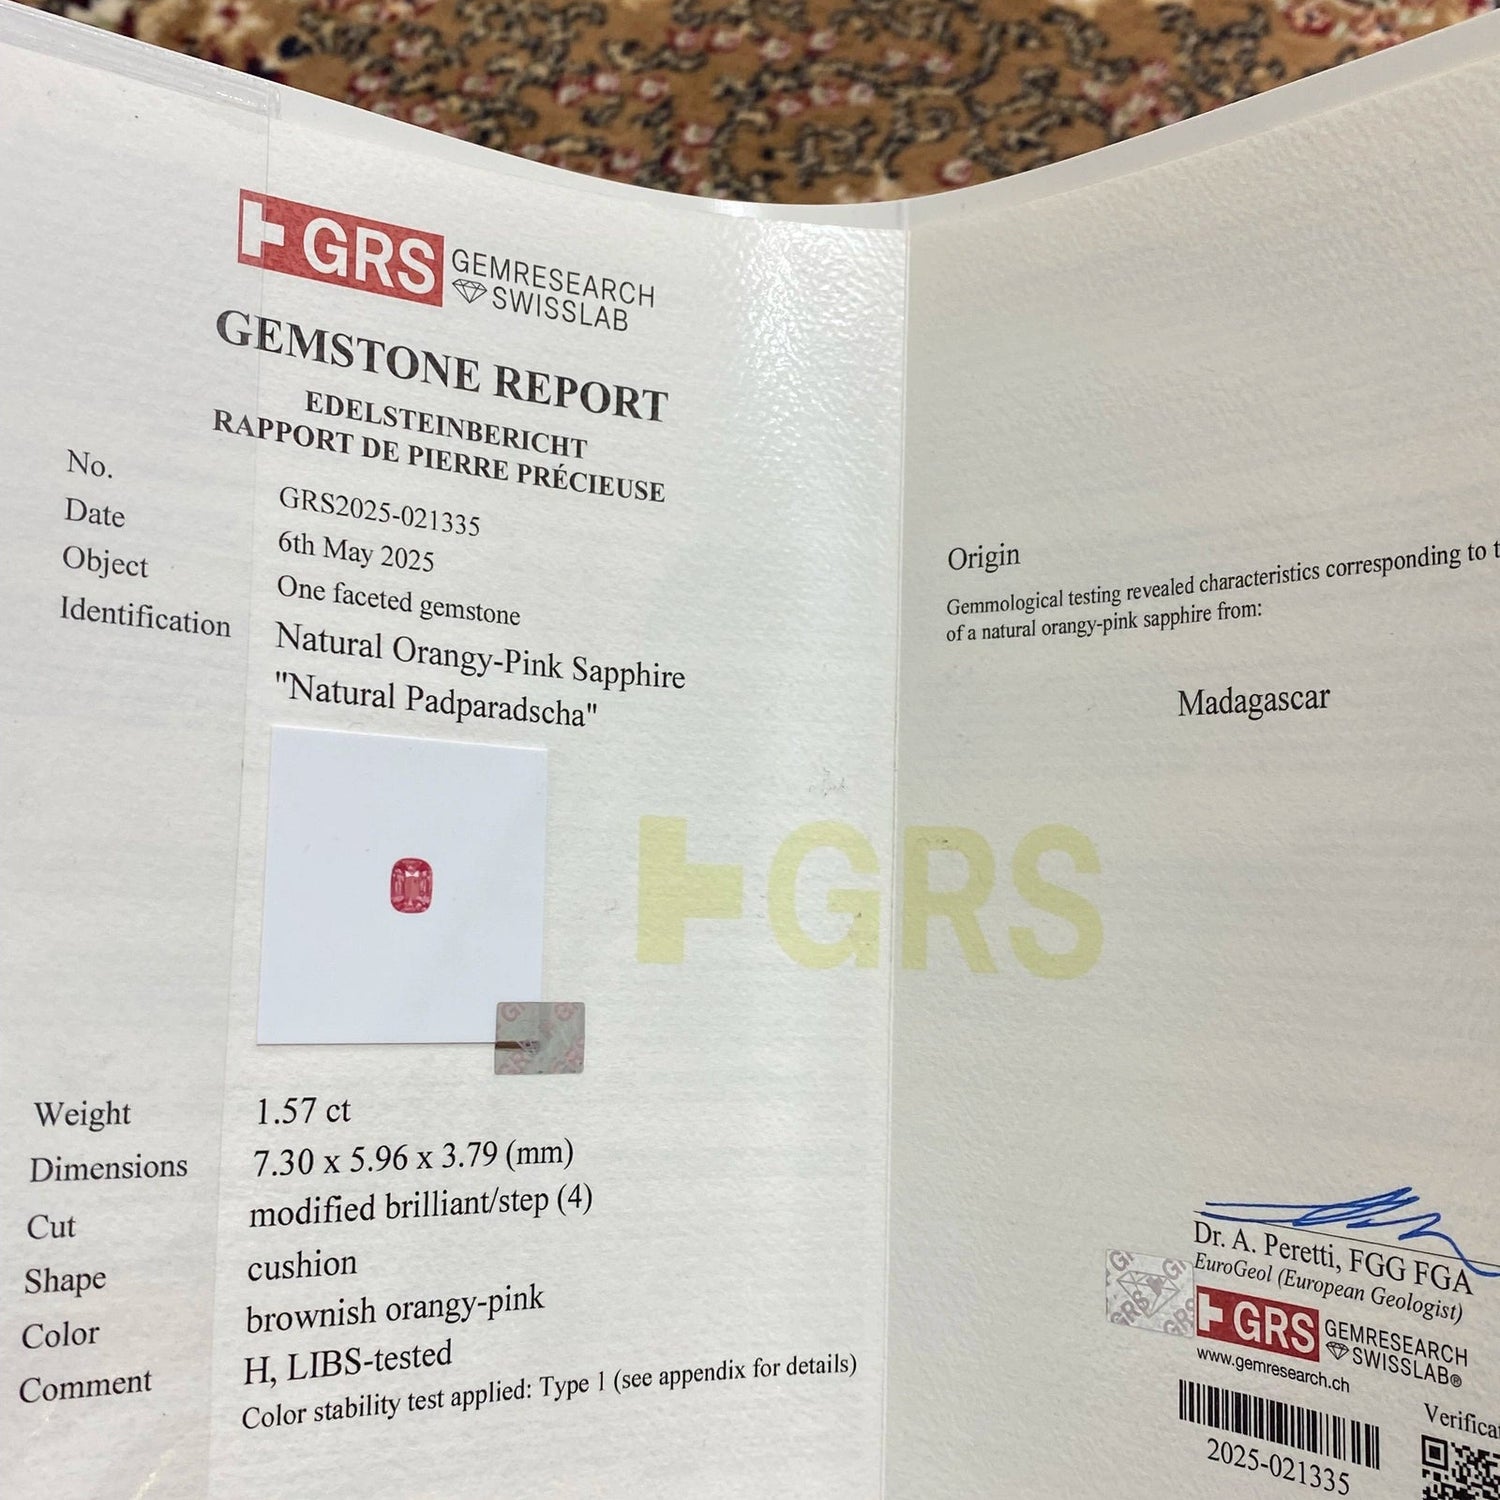 GRS GEMRESEARCH
SWISSLAB
GEMSTONE REPORT
EDELSTEINBERICHT
RAPPORT DE PIERRE PRÉCIEUSE
No. GRS2025-021335
Date 6th May 2025
Object One faceted gemstone
Identification Natural Orangy-Pink Sapphire
"Natural Padparadscha"
GRS
Weight 1.57 ct
Dimensions 7.30 x 5.96 x 3.79 (mm)
Cut modified brilliant/step (4)
Shape cushion
Color brownish orangy-pink
Comment H, LIBS-tested
Color stability test applied: Type 1 (see appendix for details)
Origin
Gemmological testing revealed characteristics corresponding to
of a natural orangy-pink sapphire from:
Madagascar
Dr. A. Peretti, FGG FGA
EuroGeol (European Geologist)
GRS GEMRESEARCH
SWISSLAB®
www.gemresearch.ch
2025-021335